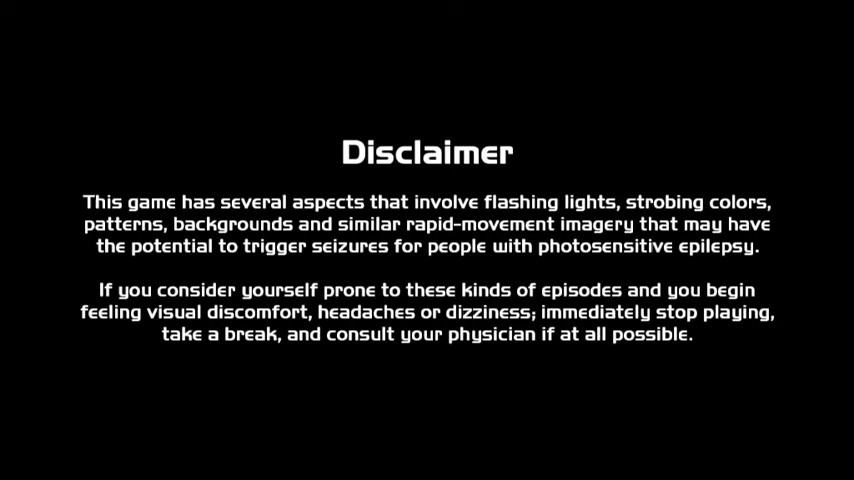 Disclaimer
This game has several aspects that involve flashing lights, strobing colors,
patterns, backgrounds and similar rapid-movement imagery that may have
the potential to trigger seizures for people with photosensitive epilepsy.
If you consider yourself prone to these kinds of episodes and you begin
feeling visual discomfort, headaches or dizziness; immediately stop playing,
take a break, and consult your physician if at all possible.